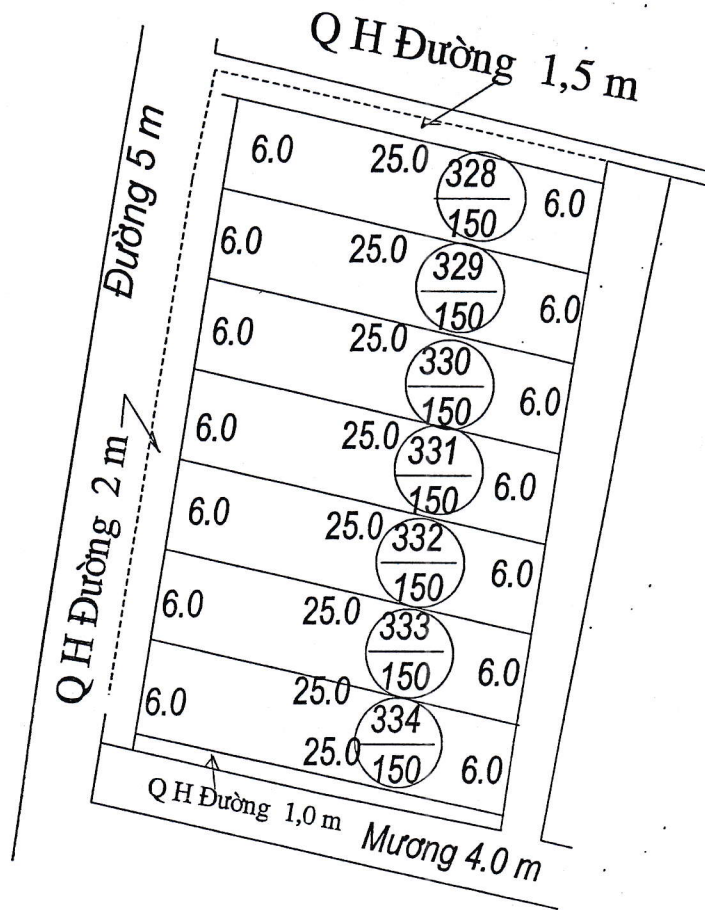 Q H Đường 1,5 m
Đường 5 m
Q H Đường 2 m
6.0 25.0 328 6.0
150
6.0 25.0 329 6.0
150
6.0 25.0 330 6.0
150
6.0 25.0 331 6.0
150
6.0 25.0 332 6.0
150
6.0 25.0 333 6.0
150
6.0 25.0 334 6.0
25.0 150
Q H Đường 1,0 m
Mương 4.0 m